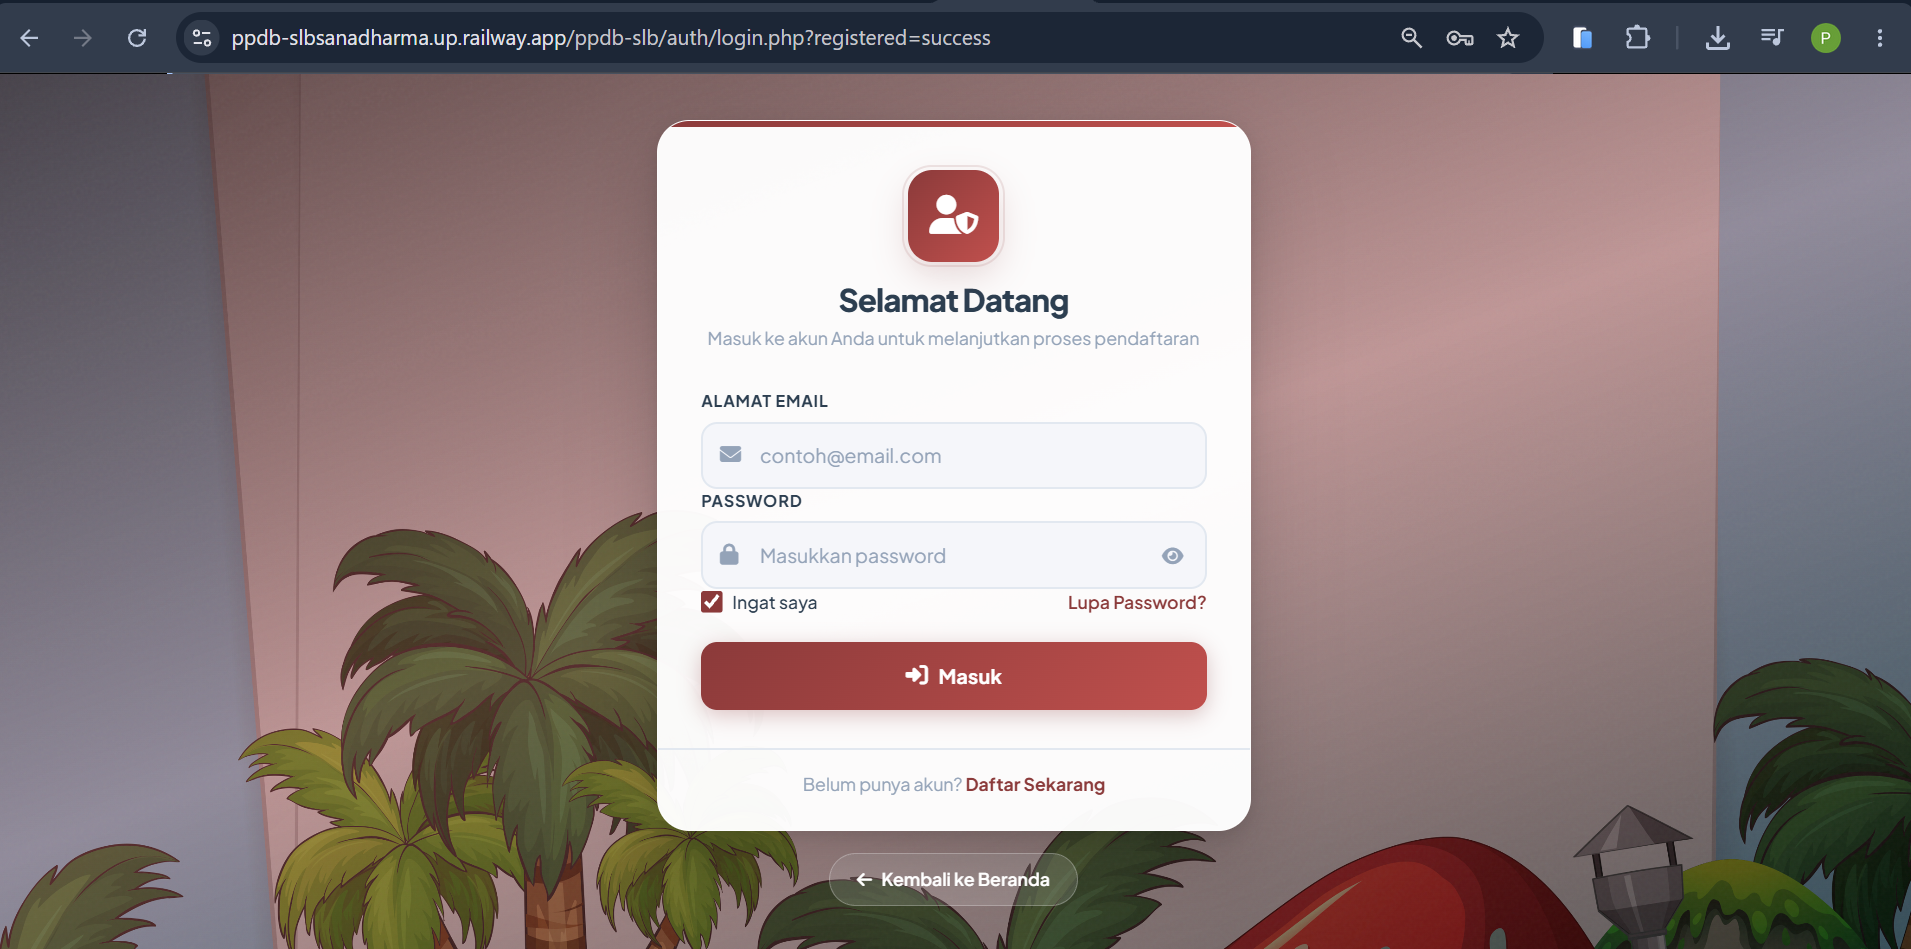 ppdb-slbsanadharma.up.railway.app/ppdb-slb/auth/login.php?registered=success
P
Selamat Datang
Masuk ke akun Anda untuk melanjutkan proses pendaftaran
ALAMAT EMAIL
contoh@email.com
PASSWORD
Masukkan password
Ingat saya
Lupa Password?
Masuk
Belum punya akun? Daftar Sekarang
Kembali ke Beranda